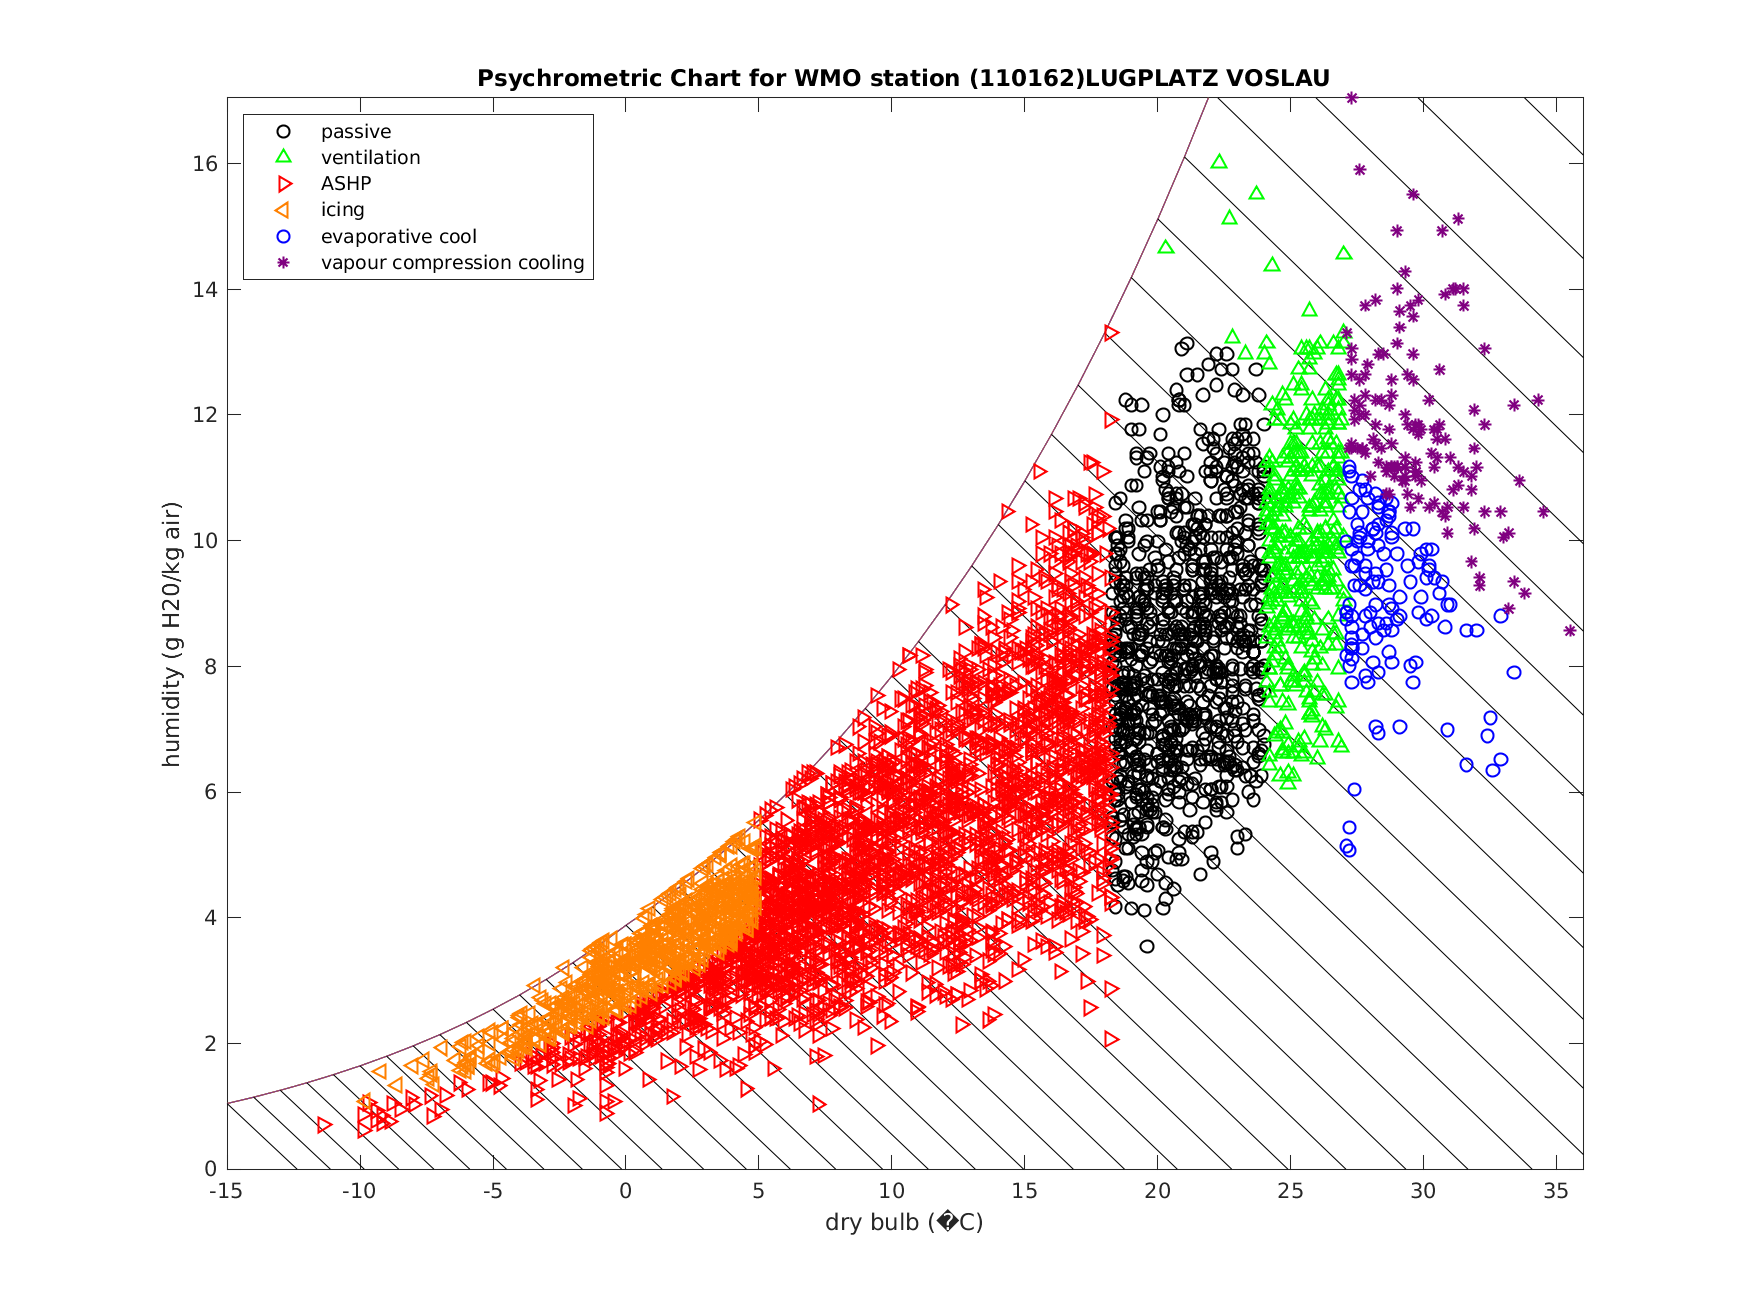 Psychrometric Chart for WMO station (110162)LUGPLATZ VOSLAU
passive
ventilation
ASHP
icing
evaporative cool
vapour compression cooling
humidity (g H20/kg air)
16
14
12
10
8
6
4
2
0
-15 -10 -5 0 5 10 15 20 25 30 35
dry bulb (�C)